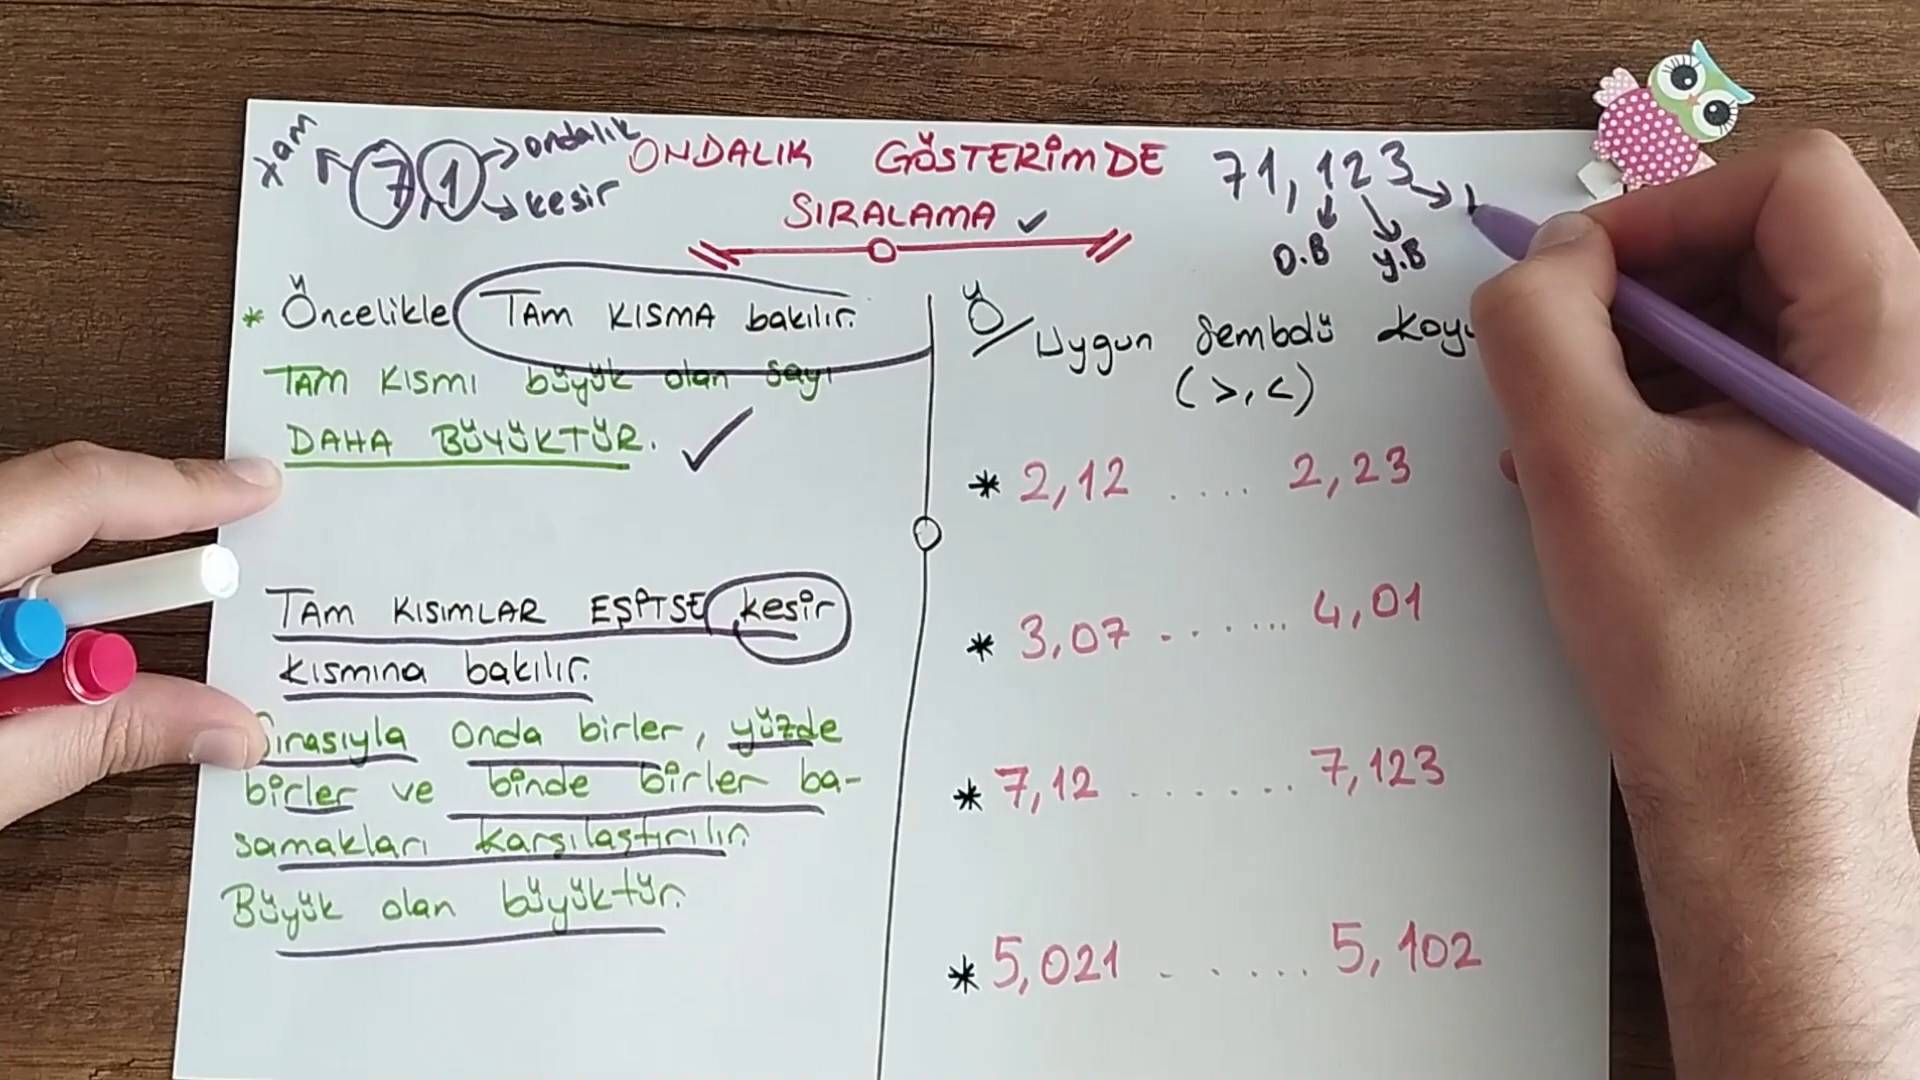 Tam
7,1
ondalık
kesir
ONDALIK GÖSTERİMDE
SIRALAMA ✓
71,123
O.B
y.B
* Öncelikle TAM KISMA bakılır.
TAM KISMI büyük olan sayı
DAHA BÜYÜKTÜR. ✓
TAM KISIMLAR EŞİTSE kesir
kısmına bakılır.
Sırasıyla Onda birler, yüzde
birler ve binde birler ba-
samakları karşılaştırılır.
Büyük olan büyüktür.
Ö/ Uygun
(>,<)
* 2,12 .... 2,23
* 3,07 ....... 4,01
* 7,12 ....... 7,123
* 5,021 ...... 5,102